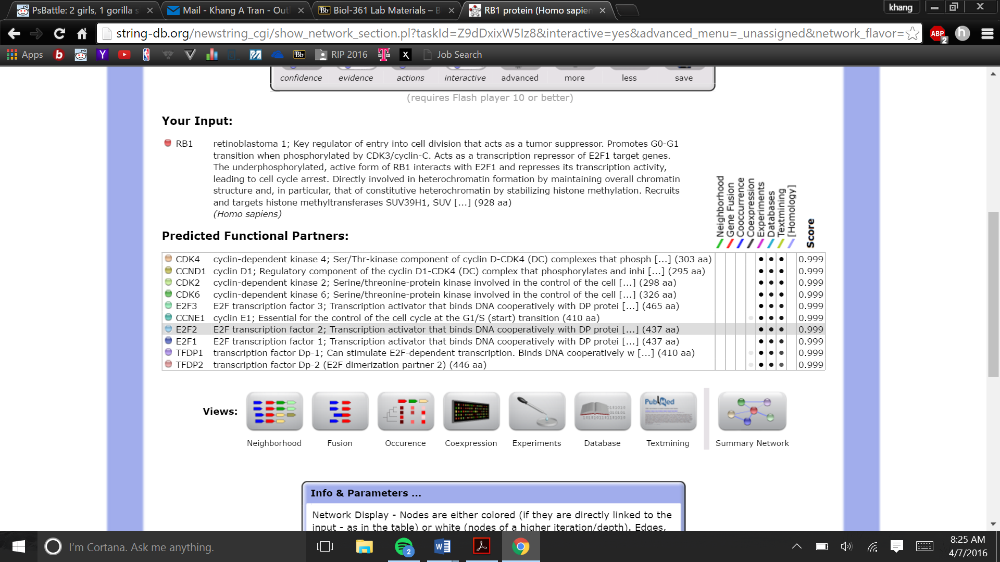 PsBattle: 2 girls, 1 gorilla s
Mail - Khang A Tran - Out
Bb Biol-361 Lab Materials – B
RB1 protein (Homo sapien
khang
string-db.org/newstring_cgi/show_network_section.pl?taskId=Z9dDxixW5Iz8&interactive=yes&advanced_menu=_unassigned&network_flavor=
ABP 2
h
Apps
b
Y
NBA
Bb
RIP 2016
T
X
Job Search
confidence evidence actions interactive advanced more less save
(requires Flash player 10 or better)
Your Input:
RB1 retinoblastoma 1; Key regulator of entry into cell division that acts as a tumor suppressor. Promotes G0-G1
transition when phosphorylated by CDK3/cyclin-C. Acts as a transcription repressor of E2F1 target genes.
The underphosphorylated, active form of RB1 interacts with E2F1 and represses its transcription activity,
leading to cell cycle arrest. Directly involved in heterochromatin formation by maintaining overall chromatin
structure and, in particular, that of constitutive heterochromatin by stabilizing histone methylation. Recruits
and targets histone methyltransferases SUV39H1, SUV [...] (928 aa)
(Homo sapiens)
Neighborhood
Gene Fusion
Cooccurrence
Coexpression
Experiments
Databases
Textmining
[Homology]
Score
Predicted Functional Partners:
CDK4 cyclin-dependent kinase 4; Ser/Thr-kinase component of cyclin D-CDK4 (DC) complexes that phosph [...] (303 aa) 0.999
CCND1 cyclin D1; Regulatory component of the cyclin D1-CDK4 (DC) complex that phosphorylates and inhi [...] (295 aa) 0.999
CDK2 cyclin-dependent kinase 2; Serine/threonine-protein kinase involved in the control of the cell [...] (298 aa) 0.999
CDK6 cyclin-dependent kinase 6; Serine/threonine-protein kinase involved in the control of the cell [...] (326 aa) 0.999
E2F3 E2F transcription factor 3; Transcription activator that binds DNA cooperatively with DP protei [...] (465 aa) 0.999
CCNE1 cyclin E1; Essential for the control of the cell cycle at the G1/S (start) transition (410 aa) 0.999
E2F2 E2F transcription factor 2; Transcription activator that binds DNA cooperatively with DP protei [...] (437 aa) 0.999
E2F1 E2F transcription factor 1; Transcription activator that binds DNA cooperatively with DP protei [...] (437 aa) 0.999
TFDP1 transcription factor Dp-1; Can stimulate E2F-dependent transcription. Binds DNA cooperatively w [...] (410 aa) 0.999
TFDP2 transcription factor Dp-2 (E2F dimerization partner 2) (446 aa) 0.999
Views:
PubMed
Neighborhood Fusion Occurence Coexpression Experiments Database Textmining Summary Network
Info & Parameters ...
Network Display - Nodes are either colored (if they are directly linked to the
input - as in the table) or white (nodes of a higher iteration/depth). Edges,
I'm Cortana. Ask me anything.
2
8:25 AM
4/7/2016